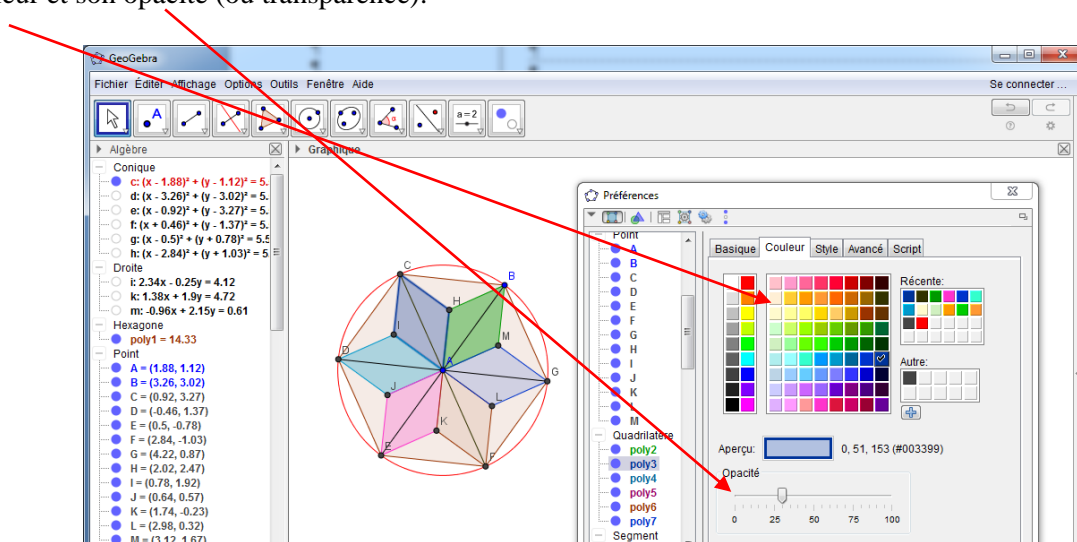 eur et son opacité (ou transparence).
GeoGebra
Fichier Éditer Affichage Options Outils Fenêtre Aide
Se connecter ...
A
a = 2
Algèbre
Graphique
Conique
c: (x - 1.88)² + (y - 1.12)² = 5.
d: (x - 3.26)² + (y - 3.02)² = 5.
e: (x - 0.92)² + (y - 3.27)² = 5.
f: (x + 0.46)² + (y - 1.37)² = 5.
g: (x - 0.5)² + (y + 0.78)² = 5.5
h: (x - 2.84)² + (y + 1.03)² = 5
Droite
i: 2.34x - 0.25y = 4.12
k: 1.38x + 1.9y = 4.72
m: -0.96x + 2.15y = 0.61
Hexagone
poly1 = 14.33
Point
A = (1.88, 1.12)
B = (3.26, 3.02)
C = (0.92, 3.27)
D = (-0.46, 1.37)
E = (0.5, -0.78)
F = (2.84, -1.03)
G = (4.22, 0.87)
H = (2.02, 2.47)
I = (0.78, 1.92)
J = (0.64, 0.57)
K = (1.74, -0.23)
L = (2.98, 0.32)
M = (3.12, 1.67)
C
B
H
I
M
D
A
G
J
L
K
E
F
Préférences
Point
A
B
C
D
E
F
G
H
I
J
K
L
M
Quadrilatère
poly2
poly3
poly4
poly5
poly6
poly7
Segment
Basique Couleur Style Avancé Script
Récente:
Autre:
Aperçu: 0, 51, 153 (#003399)
Opacité
0 25 50 75 100